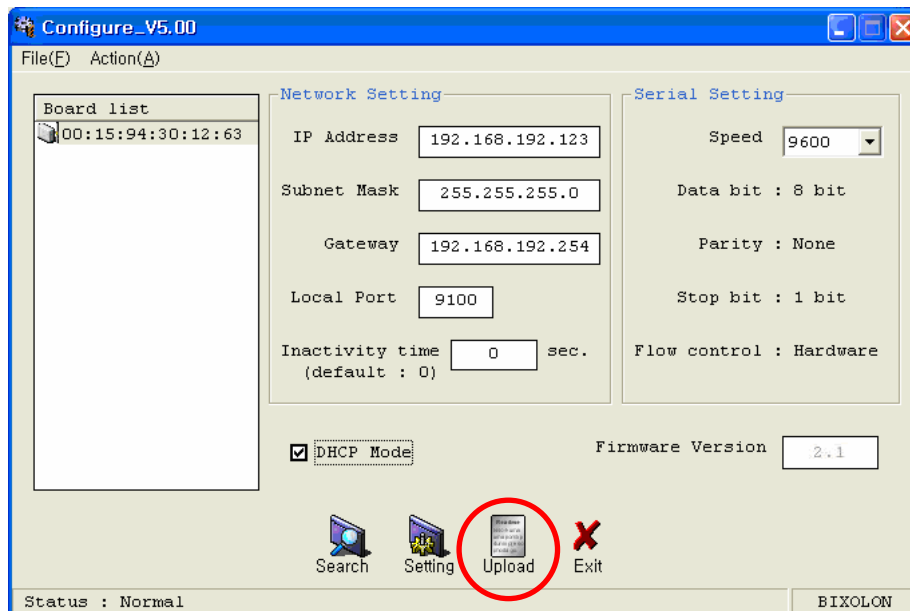 Configure_V5.00
File(F) Action(A)
Board list
00:15:94:30:12:63
Network Setting
IP Address 192.168.192.123
Subnet Mask 255.255.255.0
Gateway 192.168.192.254
Local Port 9100
Inactivity time 0 sec.
(default : 0)
Serial Setting
Speed 9600
Data bit : 8 bit
Parity : None
Stop bit : 1 bit
Flow control : Hardware
DHCP Mode
Firmware Version 2.1
Search Setting Upload Exit
Status : Normal BIXOLON